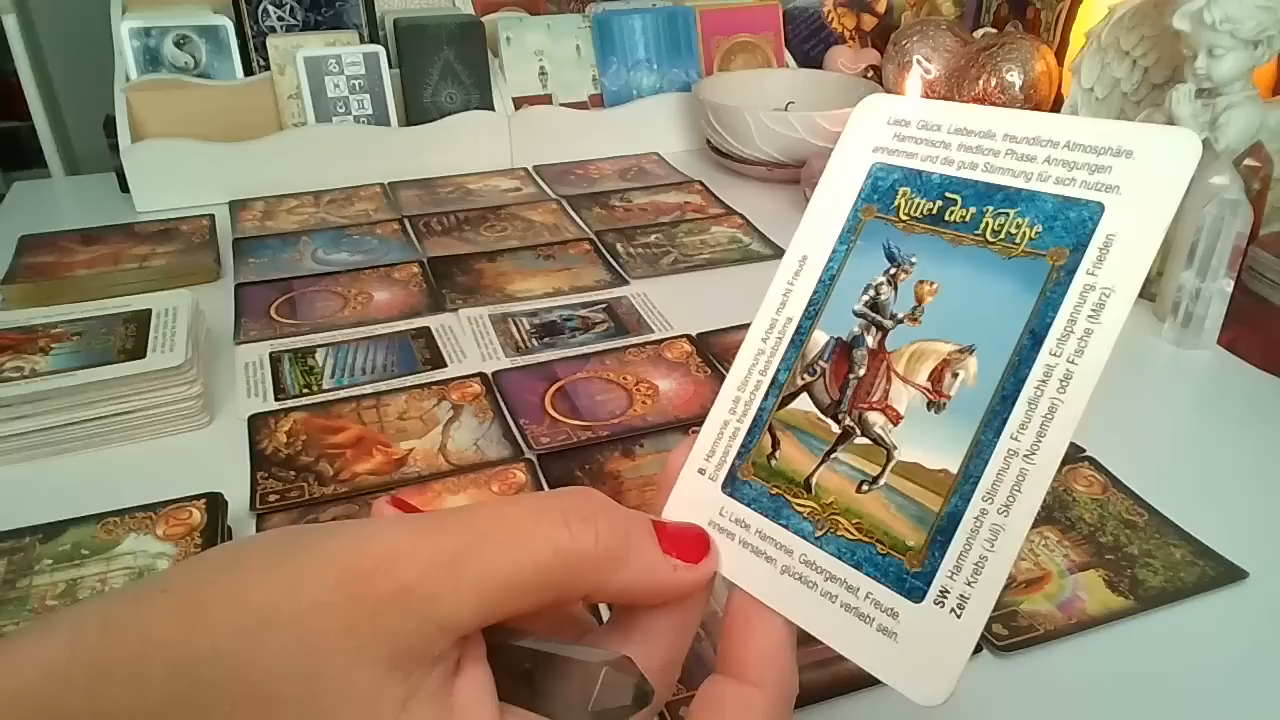 Liebe. Glück. Liebevolle, freundliche Atmosphäre.
Harmonische, friedliche Phase. Anregungen
annehmen und die gute Stimmung für sich nutzen.
Ritter der Kelche
B: Harmonie, gute Stimmung, Arbeit macht Freude
Entspanntes friedliches Betriebsklima.
SW: Harmonische Stimmung, Freundlichkeit, Entspannung, Frieden
Zeit: Krebs (Juli), Skorpion (November) oder Fische (März).
L: Liebe, Harmonie, Geborgenheit, Freude,
inneres Verstehen, glücklich und verliebt sein.